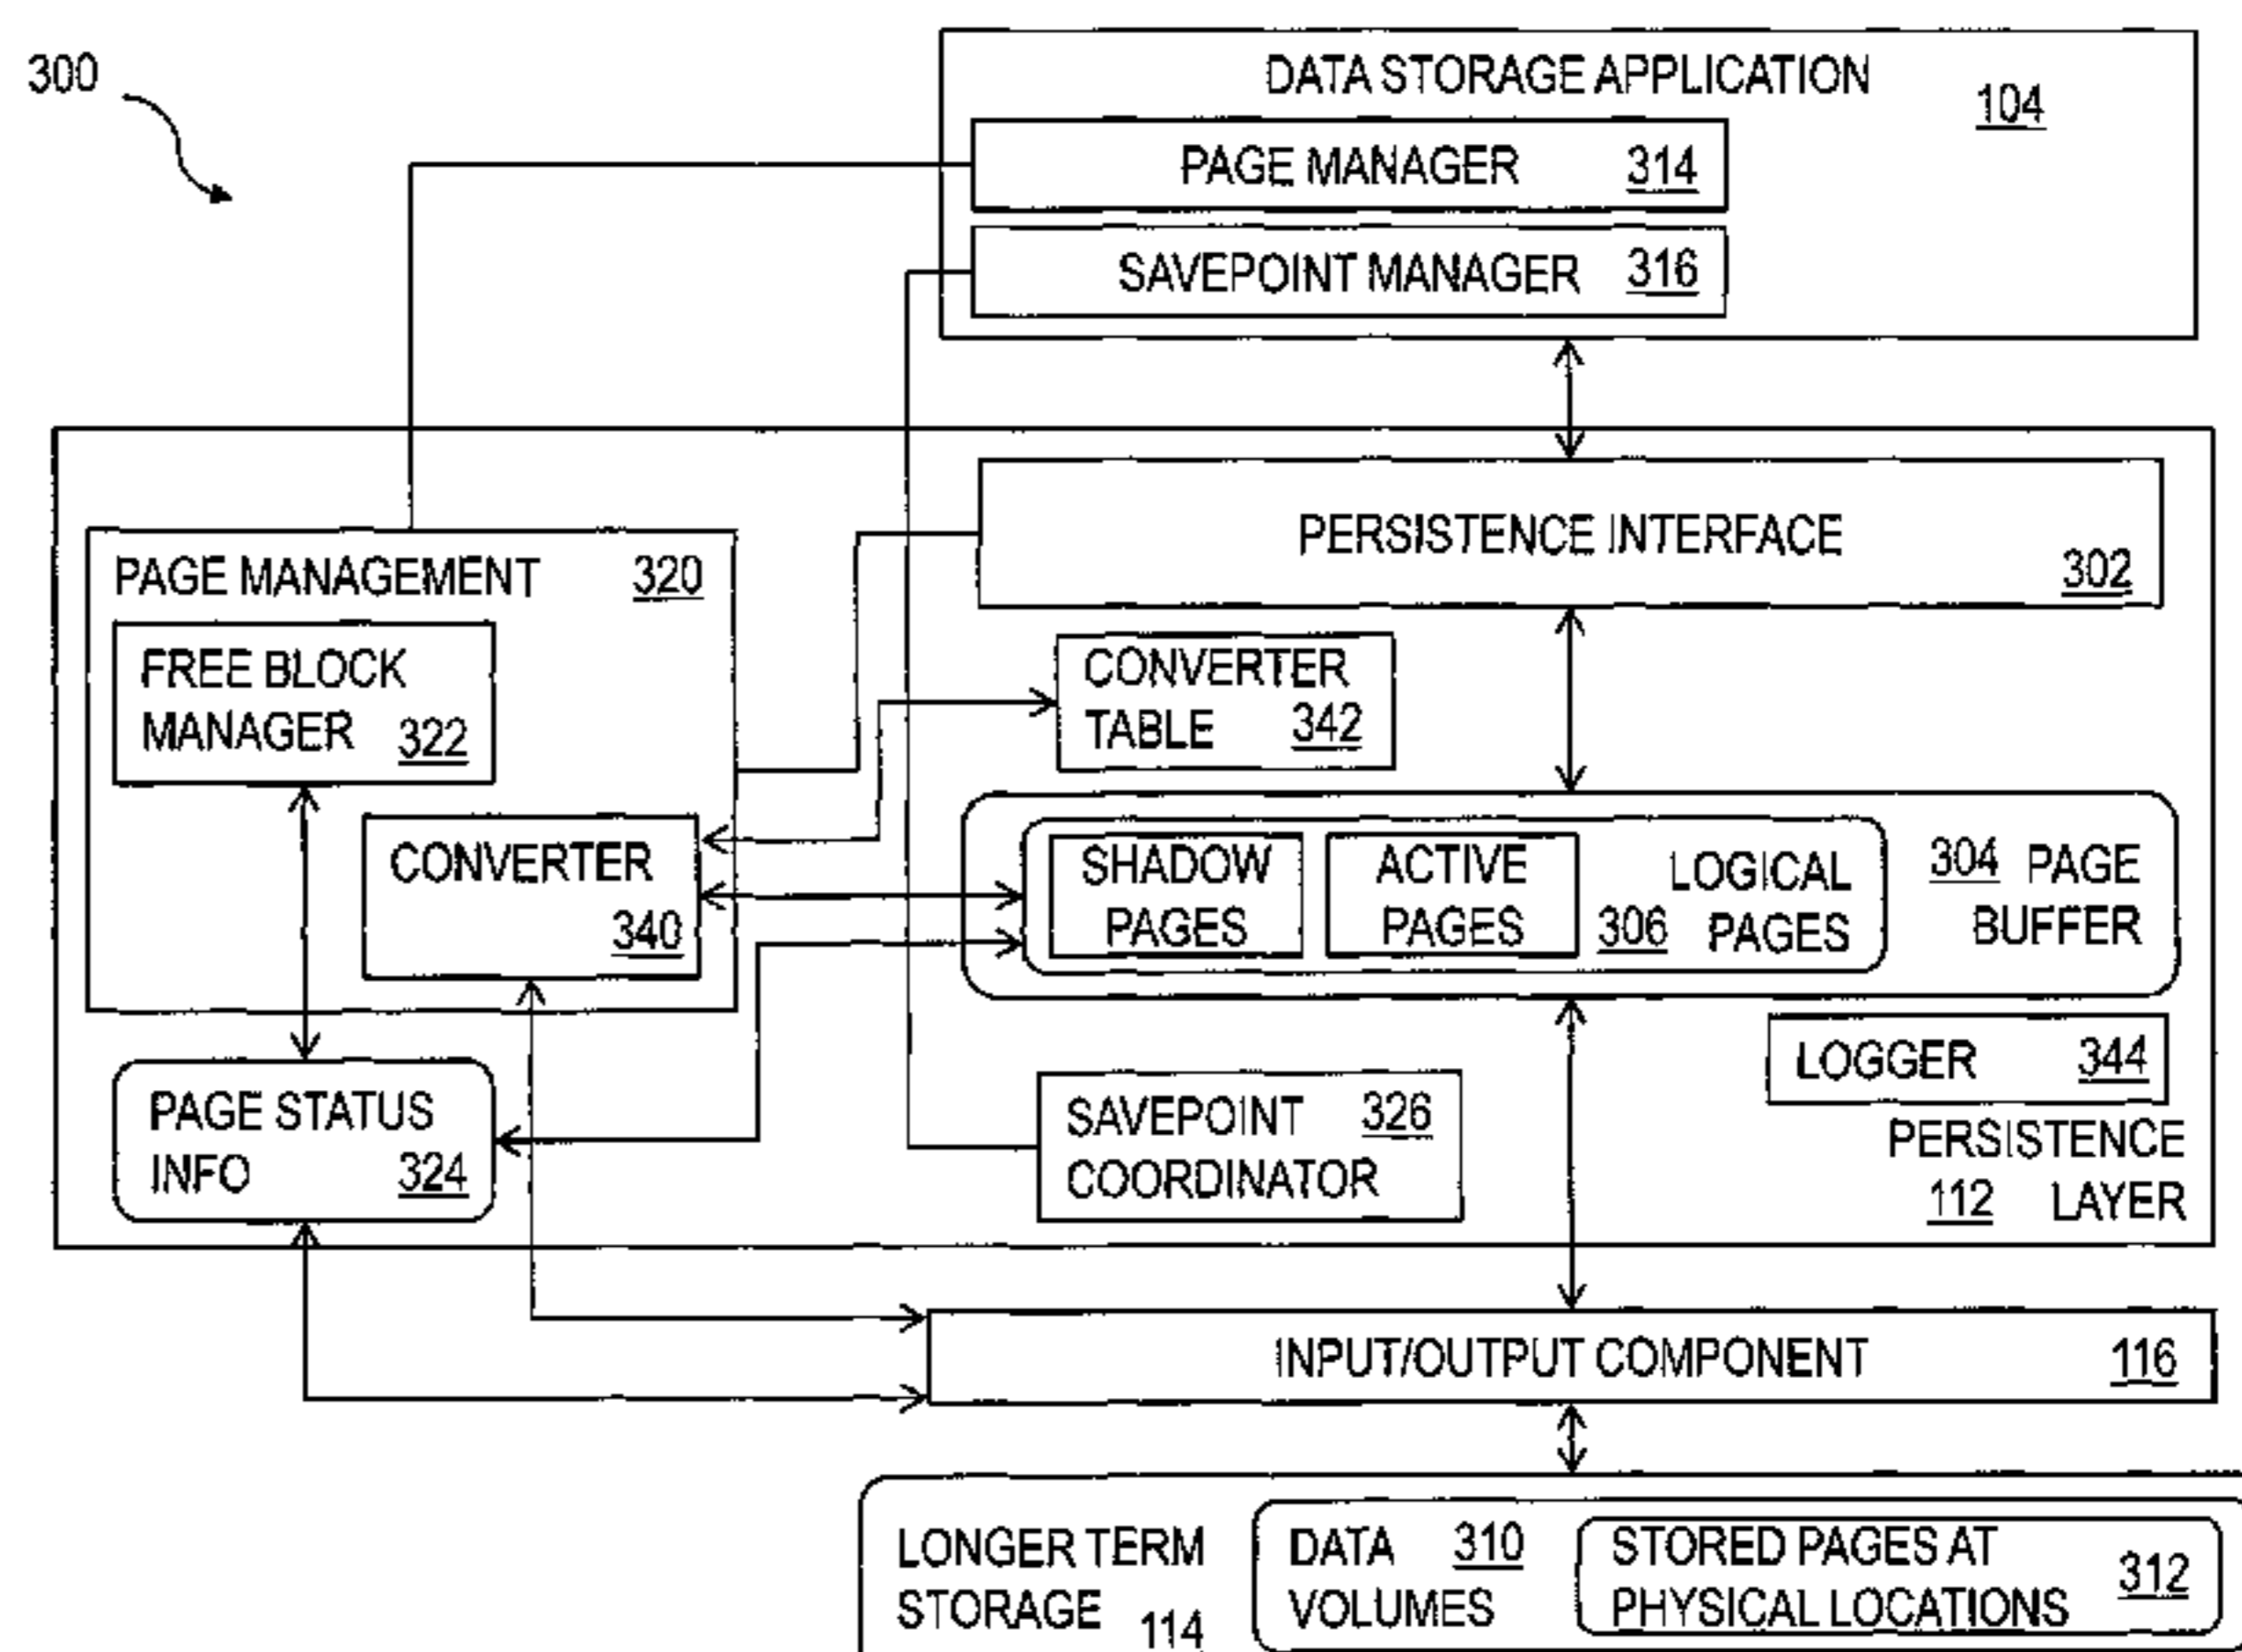 300
DATA STORAGE APPLICATION
104
PAGE MANAGER 314
SAVEPOINT MANAGER 316
PERSISTENCE INTERFACE
302
PAGE MANAGEMENT 320
FREE BLOCK
MANAGER 322
CONVERTER
TABLE 342
CONVERTER
340
SHADOW
PAGES
ACTIVE
PAGES
LOGICAL
306 PAGES
304 PAGE
BUFFER
LOGGER 344
PAGE STATUS
INFO 324
SAVEPOINT 326
COORDINATOR
PERSISTENCE
112 LAYER
INPUT/OUTPUT COMPONENT 116
LONGER TERM
STORAGE 114
DATA 310
VOLUMES
STORED PAGES AT
PHYSICAL LOCATIONS 312